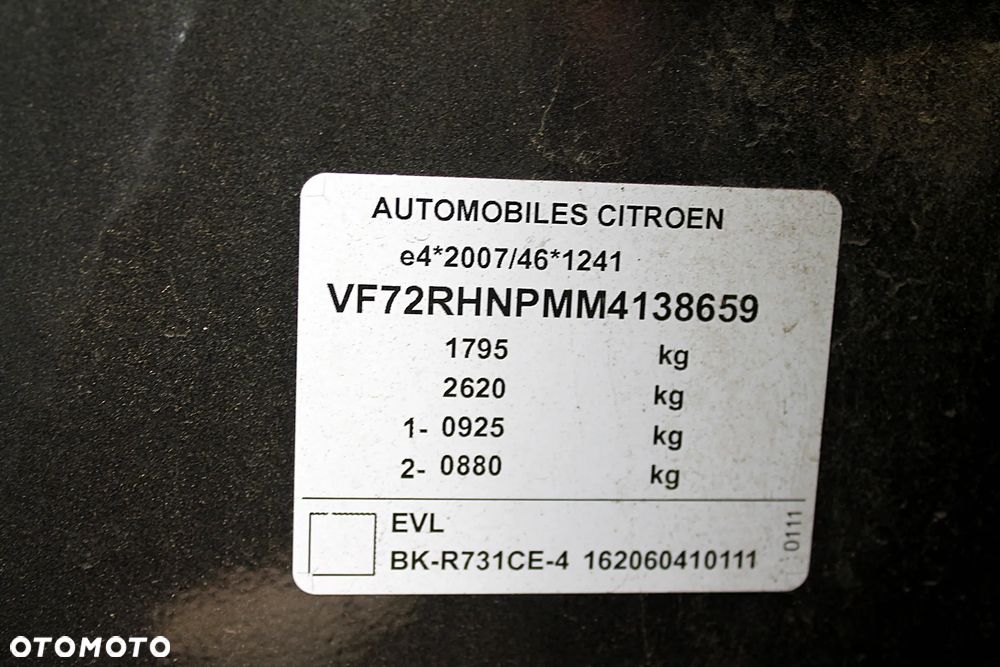 AUTOMOBILES CITROEN
e4*2007/46*1241
VF72RHNPMM4138659
1795 kg
2620 kg
1- 0925 kg
2- 0880 kg
EVL
BK-R731CE-4 162060410111
0111
OTOMOTO